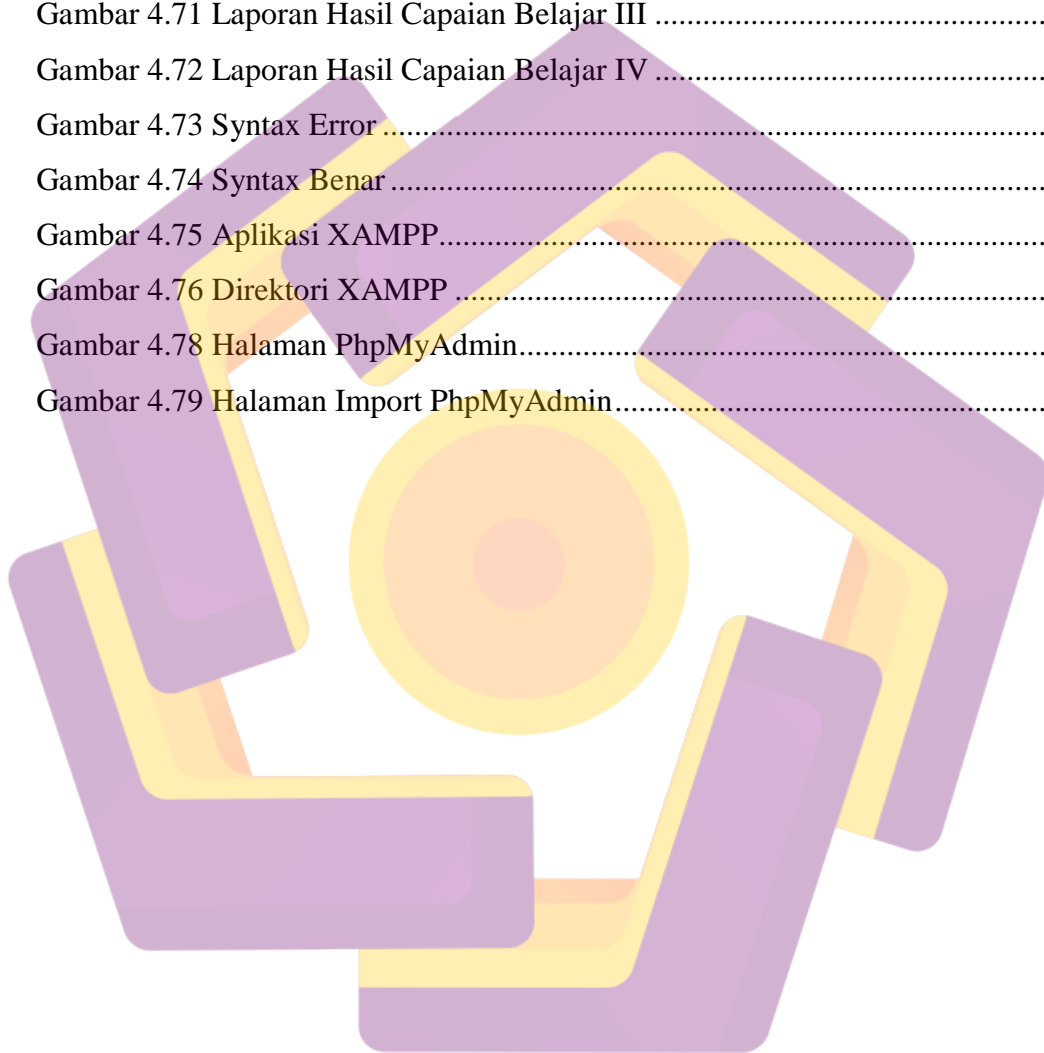 Gambar 4.71 Laporan Hasil Capaian Belajar III ..................................................
Gambar 4.72 Laporan Hasil Capaian Belajar IV ..................................................
Gambar 4.73 Syntax Error ..................................................................................
Gambar 4.74 Syntax Benar .................................................................................
Gambar 4.75 Aplikasi XAMPP...........................................................................
Gambar 4.76 Direktori XAMPP .........................................................................
Gambar 4.78 Halaman PhpMyAdmin.................................................................
Gambar 4.79 Halaman Import PhpMyAdmin......................................................